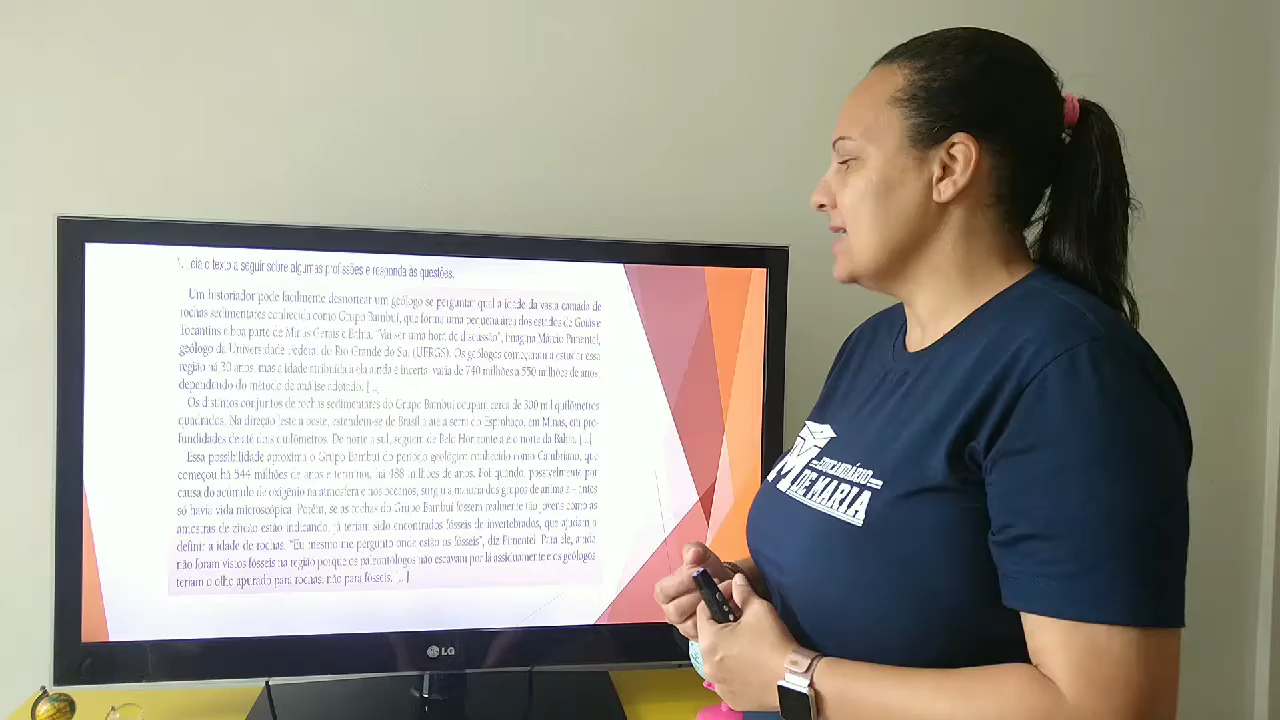 1. Leia o texto a seguir sobre algumas profissões e responda às questões.
Um historiador pode facilmente desnortear um geólogo se perguntar qual a idade da vasta camada de
rochas sedimentares conhecida como Grupo Bambuí, que forma uma pequena área dos estados de Goiás e
Tocantins e boa parte de Minas Gerais e Bahia. "Vai ser uma hora de discussão", imagina Márcio Pimentel,
geólogo da Universidade Federal do Rio Grande do Sul (UFRGS). Os geólogos começaram a estudar essa
região há 30 anos, mas a idade atribuída a ela ainda é incerta: varia de 740 milhões a 550 milhões de anos,
dependendo do método de análise adotado. [...]
Os distintos conjuntos de rochas sedimentares do Grupo Bambuí ocupam cerca de 300 mil quilômetros
quadrados. Na direção leste a oeste, estendem-se de Brasília até a serra do Espinhaço, em Minas, em pro-
fundidades de até dois quilômetros. De norte a sul, seguem de Belo Horizonte até o norte da Bahia. [...]
Essa possibilidade aproxima o Grupo Bambuí do período geológico conhecido como Cambriano, que
começou há 544 milhões de anos e terminou há 488 milhões de anos. Foi quando, possivelmente por
causa do acúmulo de oxigênio na atmosfera e nos oceanos, surgiu a maioria dos grupos de animais – antes
só havia vida microscópica. Porém, se as rochas do Grupo Bambuí fossem realmente tão jovens como as
amostras de zircão estão indicando, já teriam sido encontrados fósseis de invertebrados, que ajudam a
definir a idade de rochas. "Eu mesmo me pergunto onde estão os fósseis", diz Pimentel. Para ele, ainda
não foram vistos fósseis na região porque os paleontólogos não escavam por lá assiduamente e os geólogos
teriam o olho apurado para rochas, não para fósseis. [...]
LG
EDUCANDÁRIO
DE MARIA